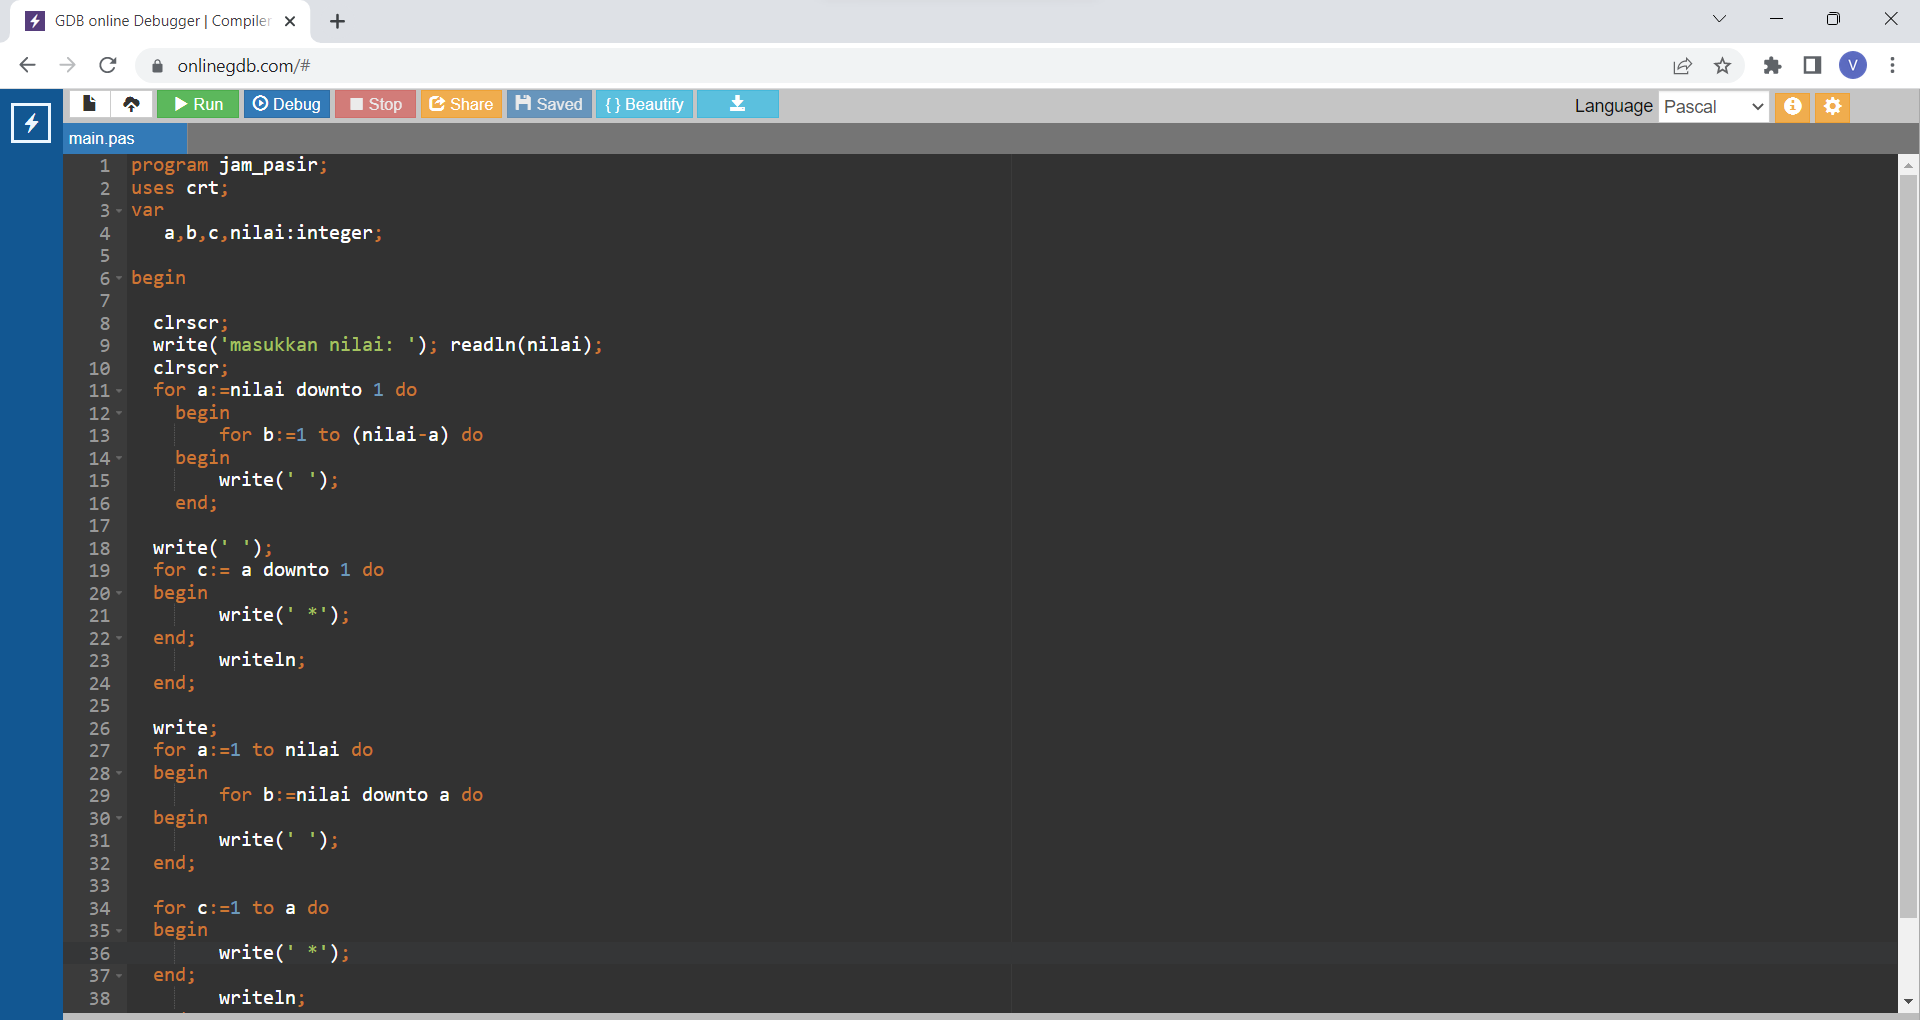 GDB online Debugger | Compiler
onlinegdb.com/#
V
Run Debug Stop Share Saved { } Beautify
Language Pascal
main.pas
1 program jam_pasir;
2 uses crt;
3 var
4 a,b,c,nilai:integer;
5
6 begin
7
8 clrscr;
9 write('masukkan nilai: '); readln(nilai);
10 clrscr;
11 for a:=nilai downto 1 do
12 begin
13 for b:=1 to (nilai-a) do
14 begin
15 write(' ');
16 end;
17
18 write(' ');
19 for c:= a downto 1 do
20 begin
21 write(' *');
22 end;
23 writeln;
24 end;
25
26 write;
27 for a:=1 to nilai do
28 begin
29 for b:=nilai downto a do
30 begin
31 write(' ');
32 end;
33
34 for c:=1 to a do
35 begin
36 write(' *');
37 end;
38 writeln;